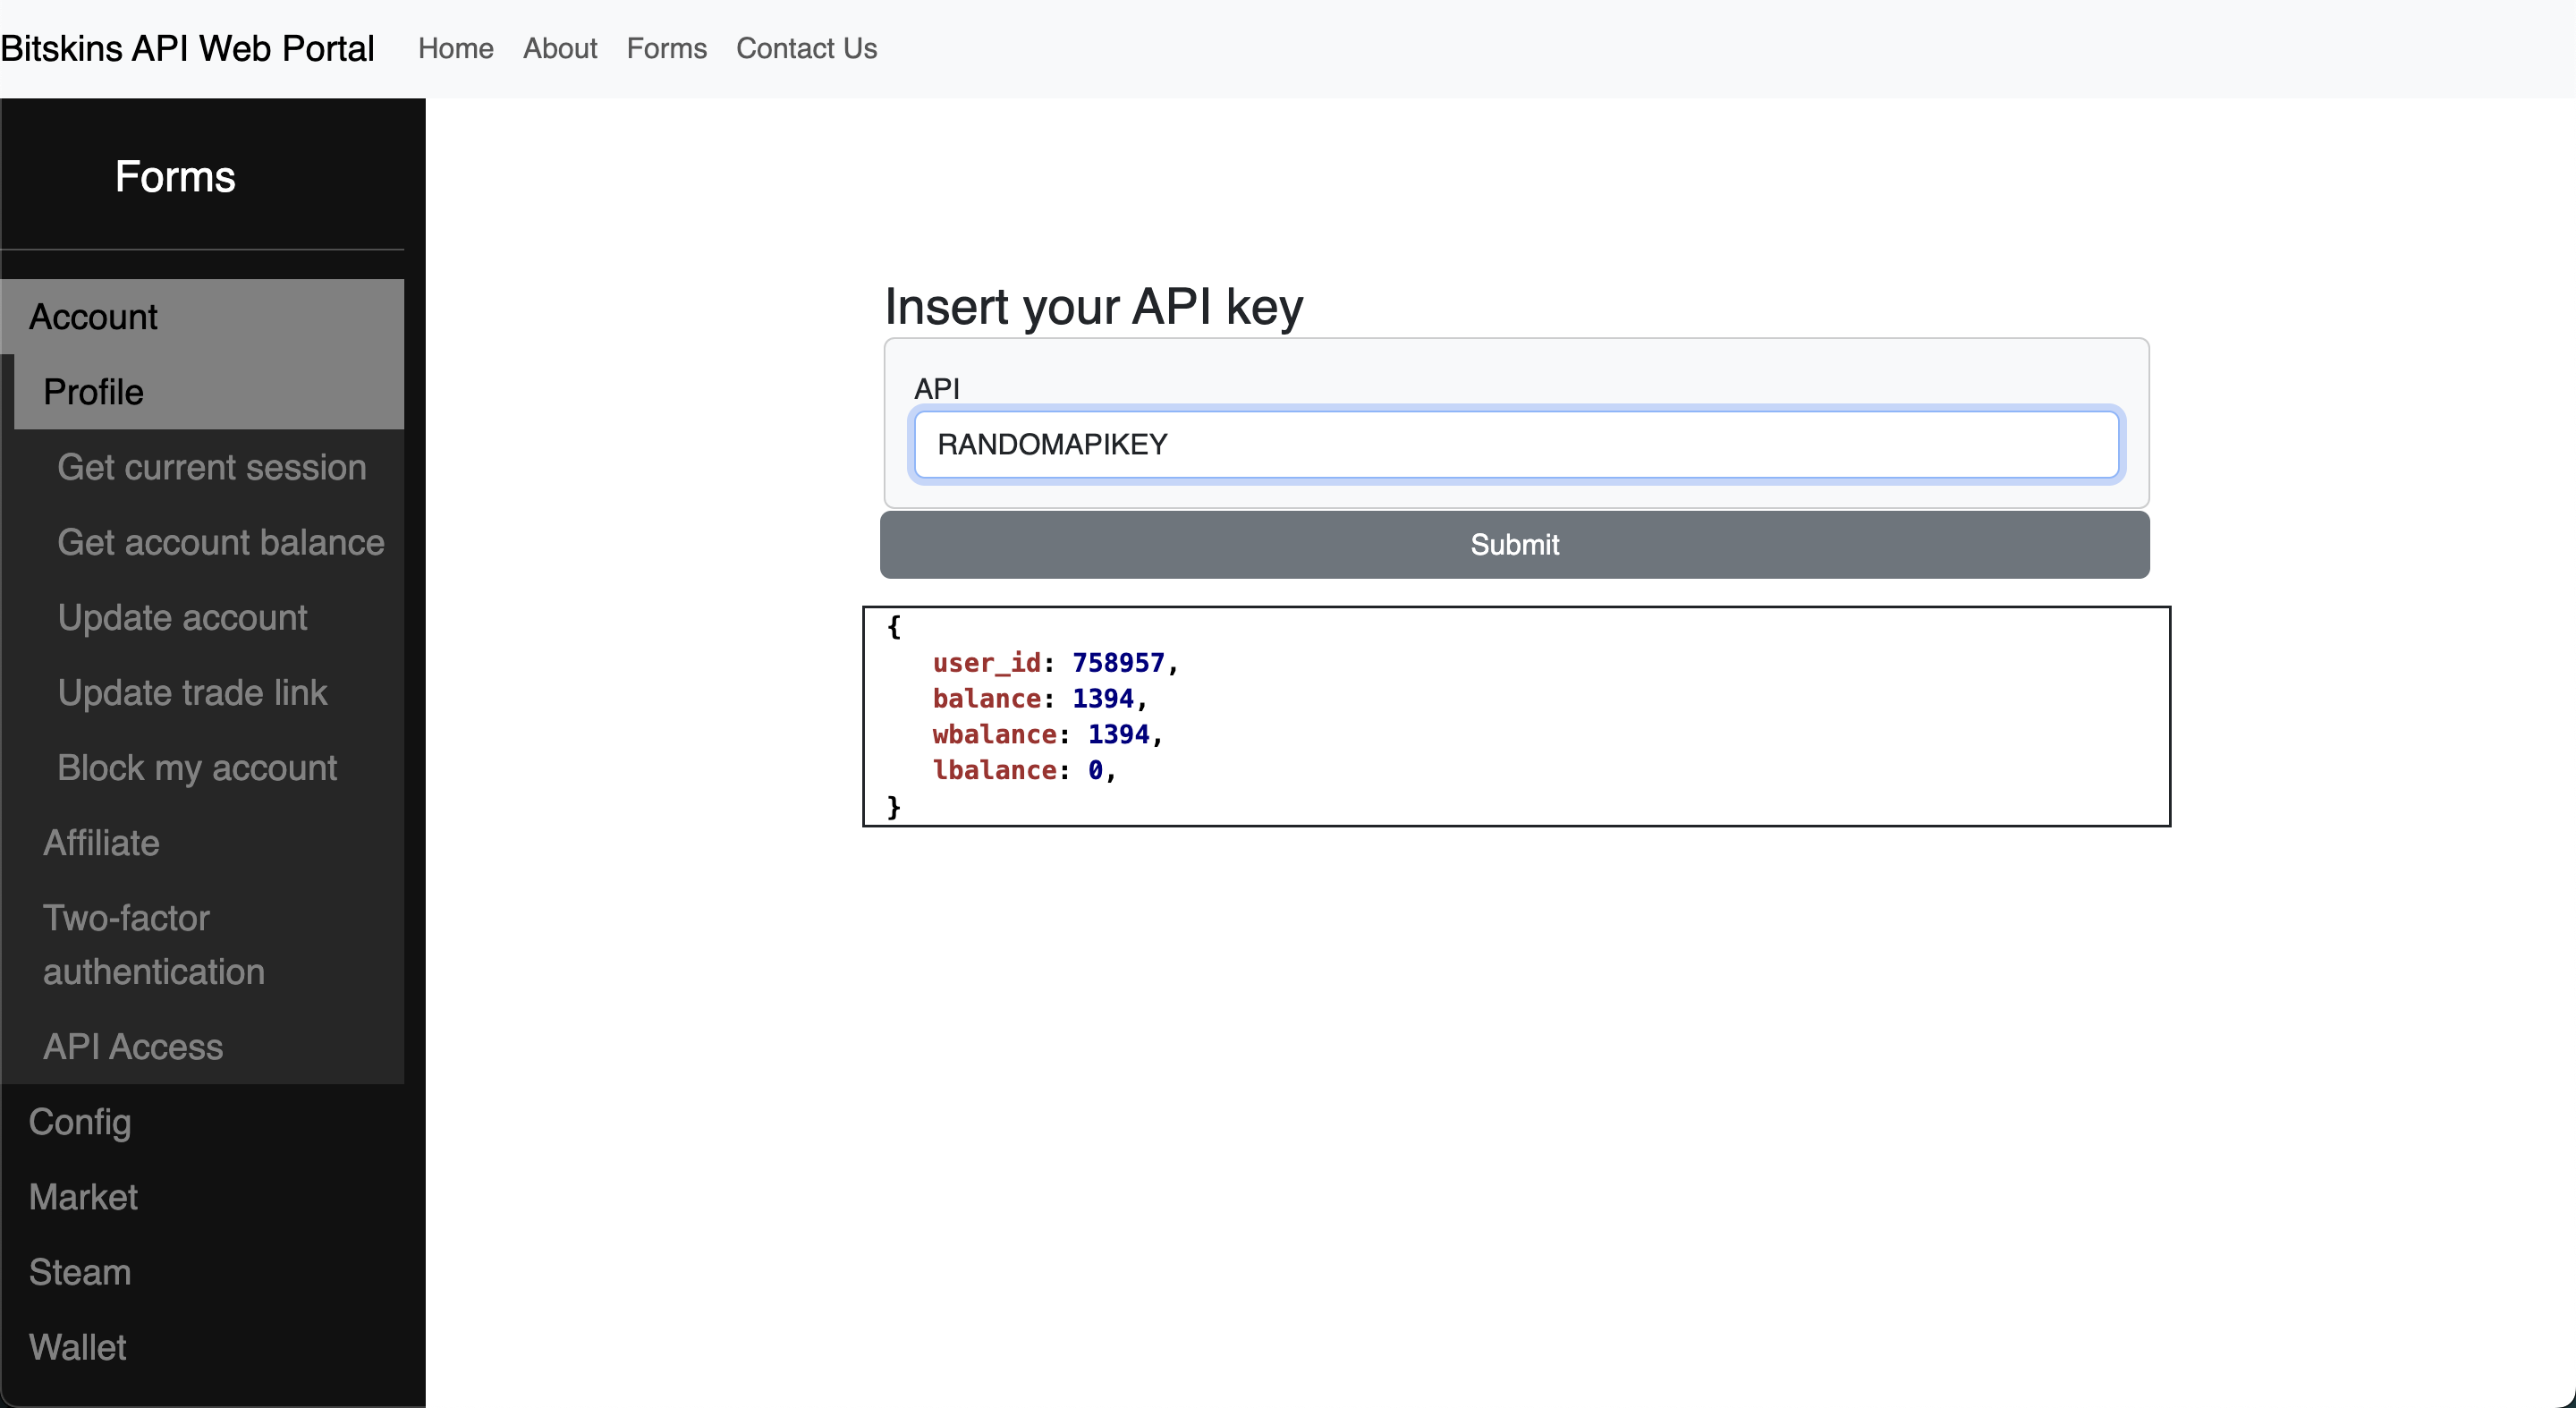 Bitskins API Web Portal Home About Forms Contact Us
Forms
Account
Profile
Get current session
Get account balance
Update account
Update trade link
Block my account
Affiliate
Two-factor
authentication
API Access
Config
Market
Steam
Wallet
Insert your API key
API
RANDOMAPIKEY
Submit
{
user_id: 758957,
balance: 1394,
wbalance: 1394,
lbalance: 0,
}